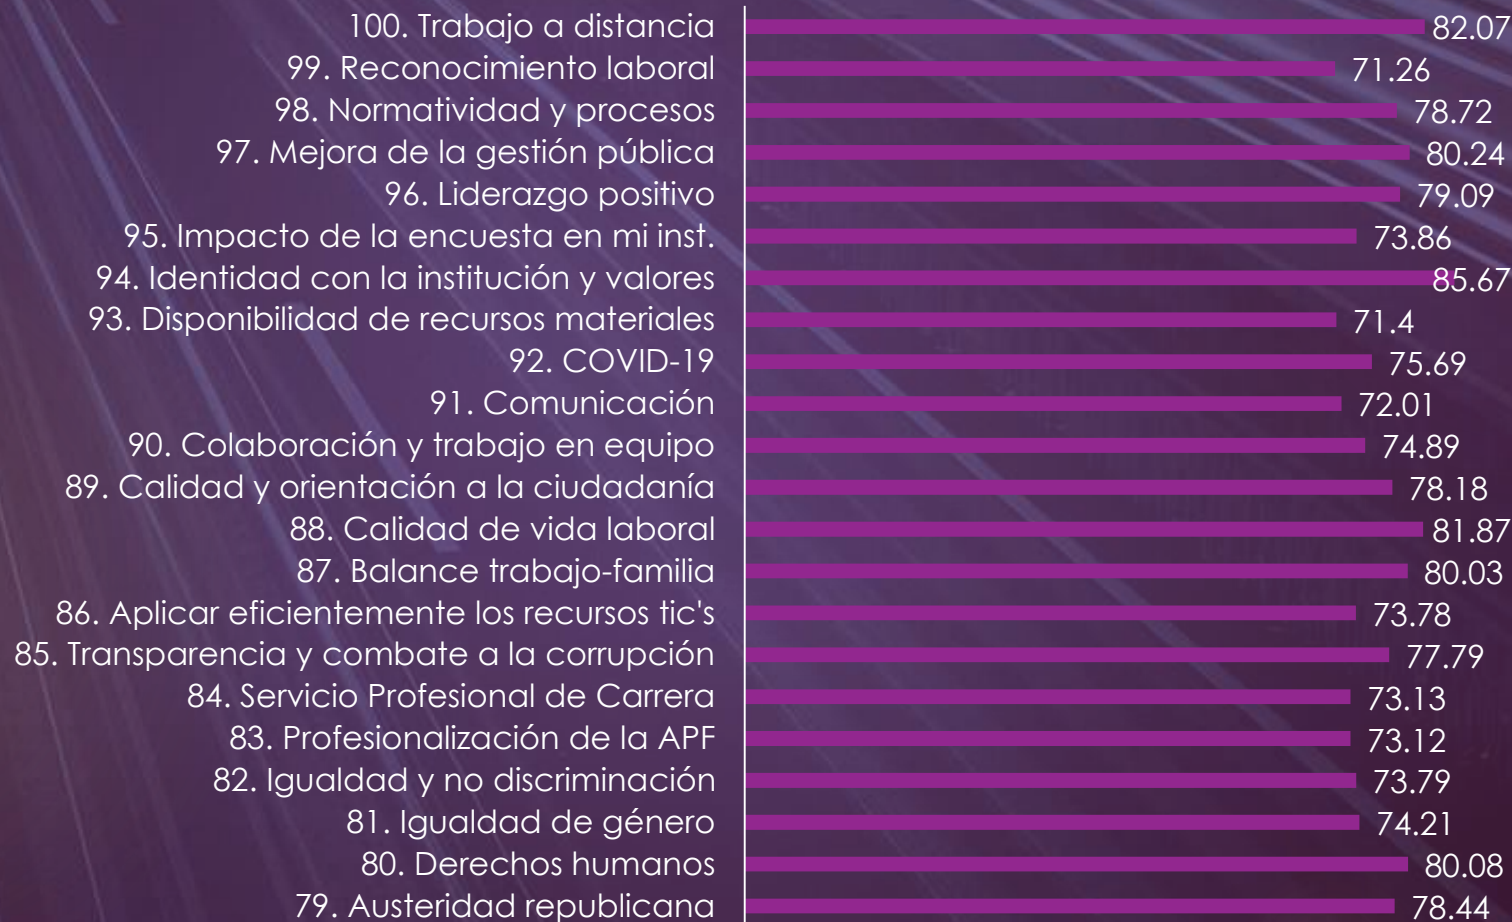 100. Trabajo a distancia 82.07
99. Reconocimiento laboral 71.26
98. Normatividad y procesos 78.72
97. Mejora de la gestión pública 80.24
96. Liderazgo positivo 79.09
95. Impacto de la encuesta en mi inst. 73.86
94. Identidad con la institución y valores 85.67
93. Disponibilidad de recursos materiales 71.4
92. COVID-19 75.69
91. Comunicación 72.01
90. Colaboración y trabajo en equipo 74.89
89. Calidad y orientación a la ciudadanía 78.18
88. Calidad de vida laboral 81.87
87. Balance trabajo-familia 80.03
86. Aplicar eficientemente los recursos tic's 73.78
85. Transparencia y combate a la corrupción 77.79
84. Servicio Profesional de Carrera 73.13
83. Profesionalización de la APF 73.12
82. Igualdad y no discriminación 73.79
81. Igualdad de género 74.21
80. Derechos humanos 80.08
79. Austeridad republicana 78.44